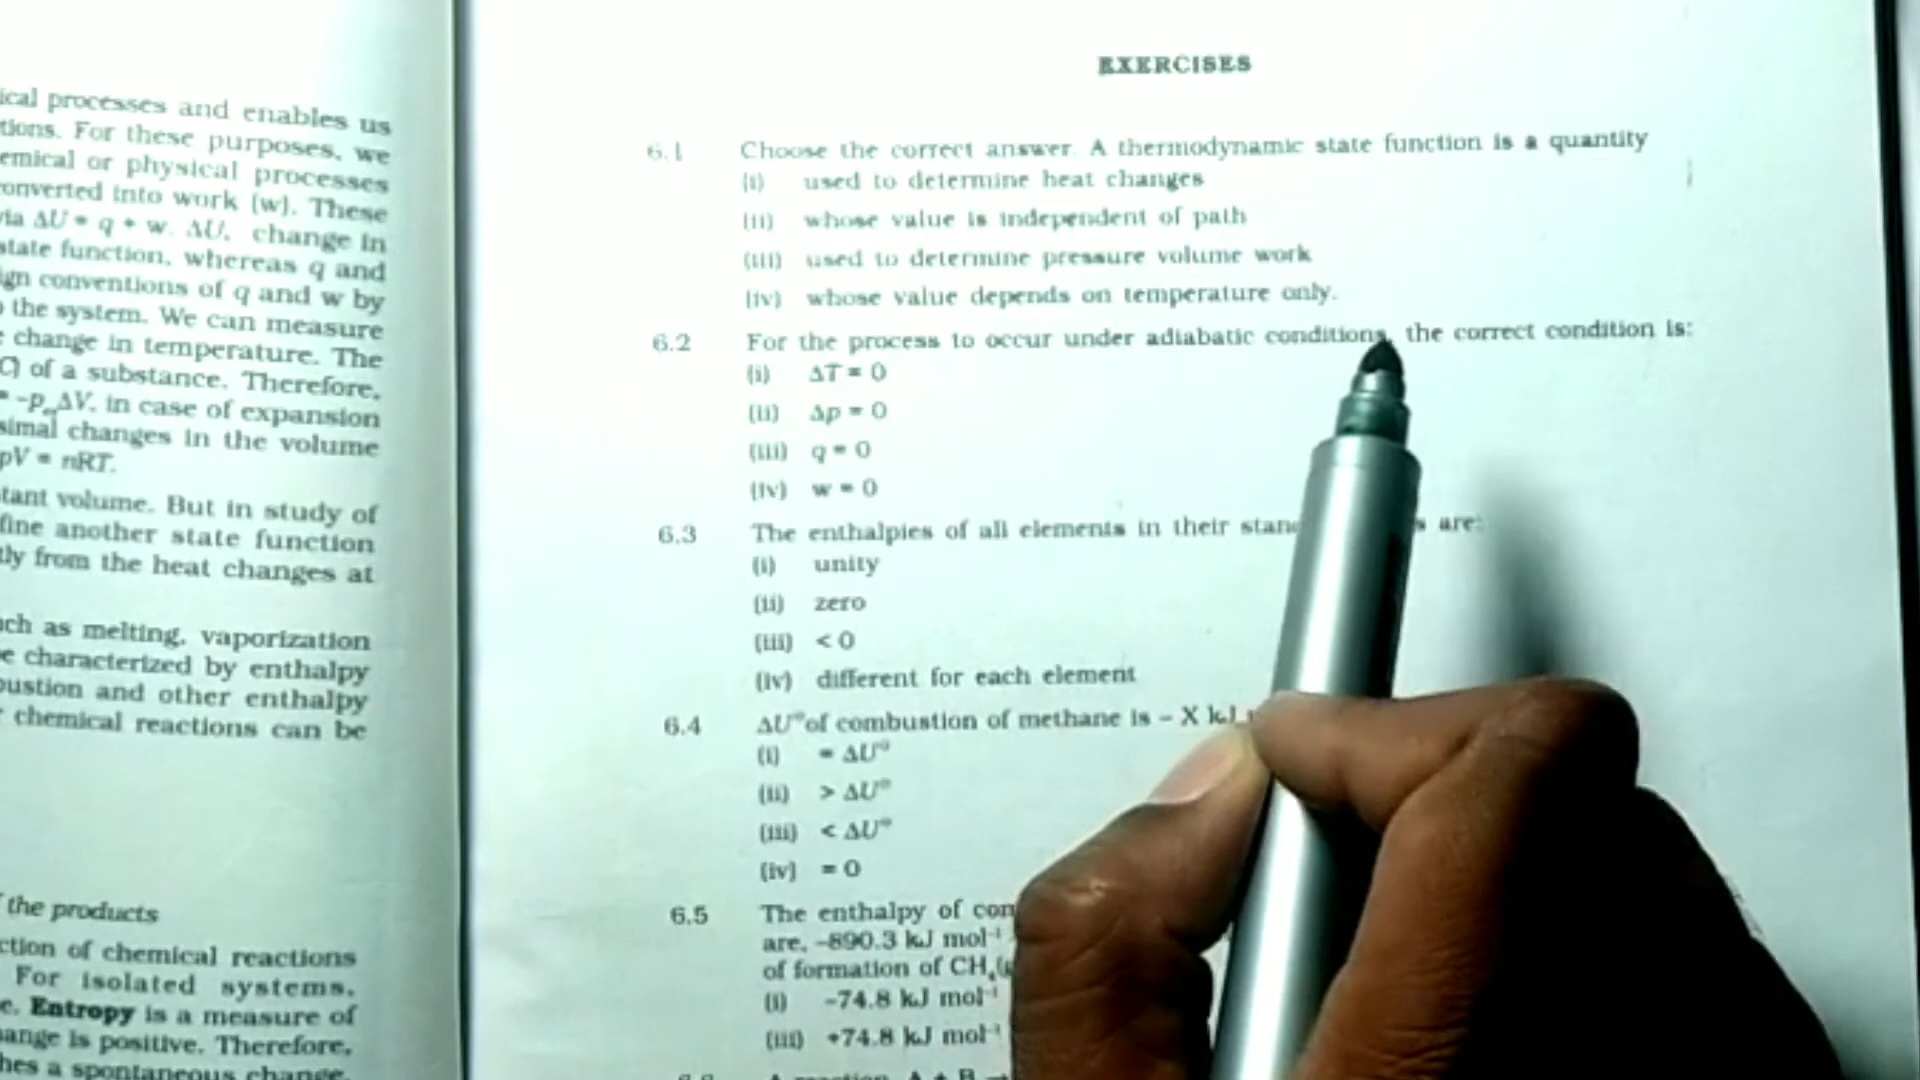 ical processes and enables us
tions. For these purposes, we
emical or physical processes
converted into work (w). These
via ΔU = q + w. ΔU, change in
state function, whereas q and
ign conventions of q and w by
the system. We can measure
change in temperature. The
C) of a substance. Therefore,
= -pₑₓΔV, in case of expansion
simal changes in the volume
pV = nRT.
tant volume. But in study of
fine another state function
tly from the heat changes at
uch as melting, vaporization
e characterized by enthalpy
bustion and other enthalpy
chemical reactions can be
the products
ction of chemical reactions
For isolated systems,
e. Entropy is a measure of
ange is positive. Therefore,
hes a spontaneous change.
EXERCISES
6.1 Choose the correct answer. A thermodynamic state function is a quantity
(i) used to determine heat changes
(ii) whose value is independent of path
(iii) used to determine pressure volume work
(iv) whose value depends on temperature only.
6.2 For the process to occur under adiabatic conditions, the correct condition is:
(i) ΔT = 0
(ii) Δp = 0
(iii) q = 0
(iv) w = 0
6.3 The enthalpies of all elements in their stan s are:
(i) unity
(ii) zero
(iii) < 0
(iv) different for each element
6.4 ΔU° of combustion of methane is – X kJ
(i) = ΔU°
(ii) > ΔU°
(iii) < ΔU°
(iv) = 0
6.5 The enthalpy of con
are, –890.3 kJ mol⁻¹
of formation of CH₄(
(i) –74.8 kJ mol⁻¹
(iii) +74.8 kJ mol⁻¹
A reaction, A + B →